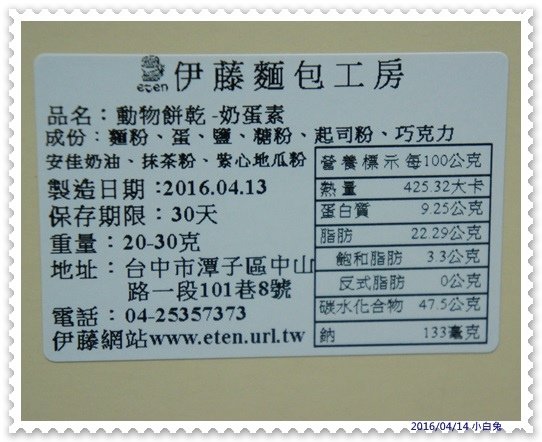 eten 伊藤麵包工房
品名：動物餅乾-奶蛋素
成份：麵粉、蛋、鹽、糖粉、起司粉、巧克力
安佳奶油、抹茶粉、紫心地瓜粉
製造日期：2016.04.13
保存期限：30天
重量：20-30克
地址：台中市潭子區中山
路一段101巷8號
電話：04-25357373
伊藤網站www.eten.url.tw
營養標示 每100公克
熱量 425.32大卡
蛋白質 9.25公克
脂肪 22.29公克
飽和脂肪 3.3公克
反式脂肪 0公克
碳水化合物 47.5公克
鈉 133毫克
2016/04/14 小白兔